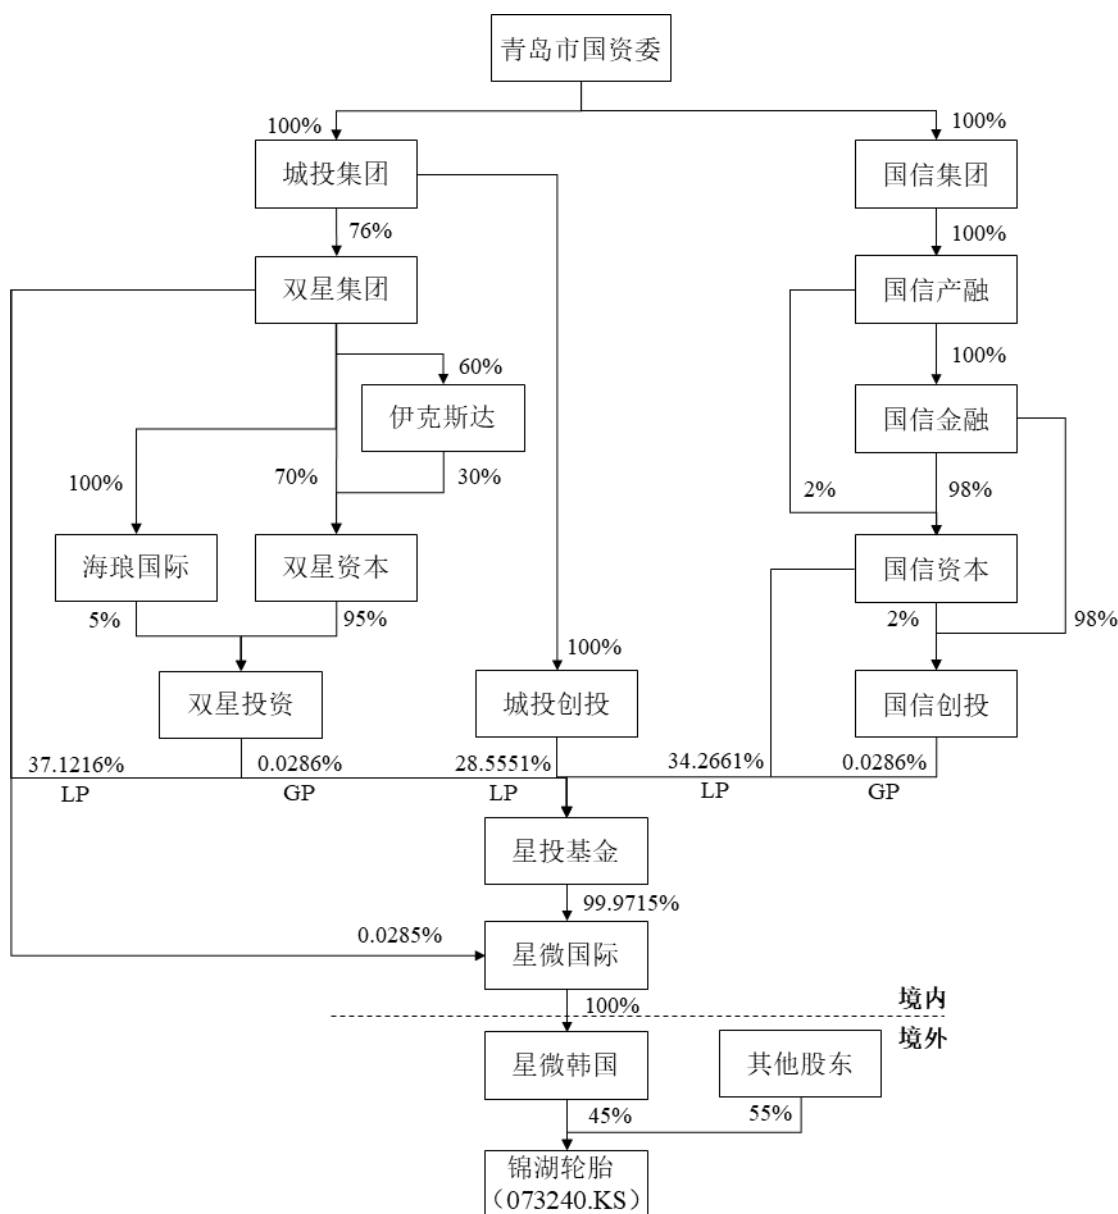 青岛市国资委
100%
100%
城投集团
国信集团
76%
100%
双星集团
国信产融
60%
100%
伊克斯达
国信金融
100%
70%
30%
2%
98%
海琅国际
双星资本
国信资本
5%
95%
2%
98%
100%
双星投资
城投创投
国信创投
37.1216%
0.0286%
28.5551%
34.2661%
0.0286%
LP
GP
LP
LP
GP
星投基金
99.9715%
0.0285%
星微国际
境内
100%
境外
星微韩国
其他股东
45%
55%
锦湖轮胎
（073240.KS）